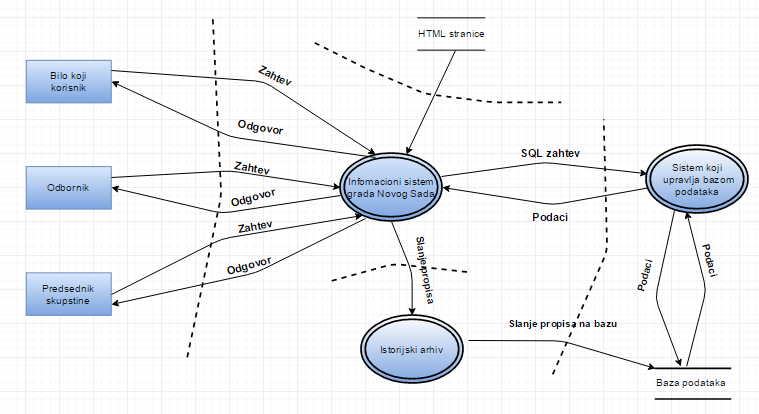 HTML stranice
Bilo koji
korisnik
Zahtev
Odgovor
SQL zahtev
Odbornik
Zahtev
Odgovor
Infomacioni sistem
grada Novog Sada
Sistem koji
upravlja bazom
podataka
Podaci
Zahtev
Odgovor
Predsednik
skupstine
Slanje propisa
Podaci
Podaci
Slanje propisa na bazu
Istorijski arhiv
Baza podataka